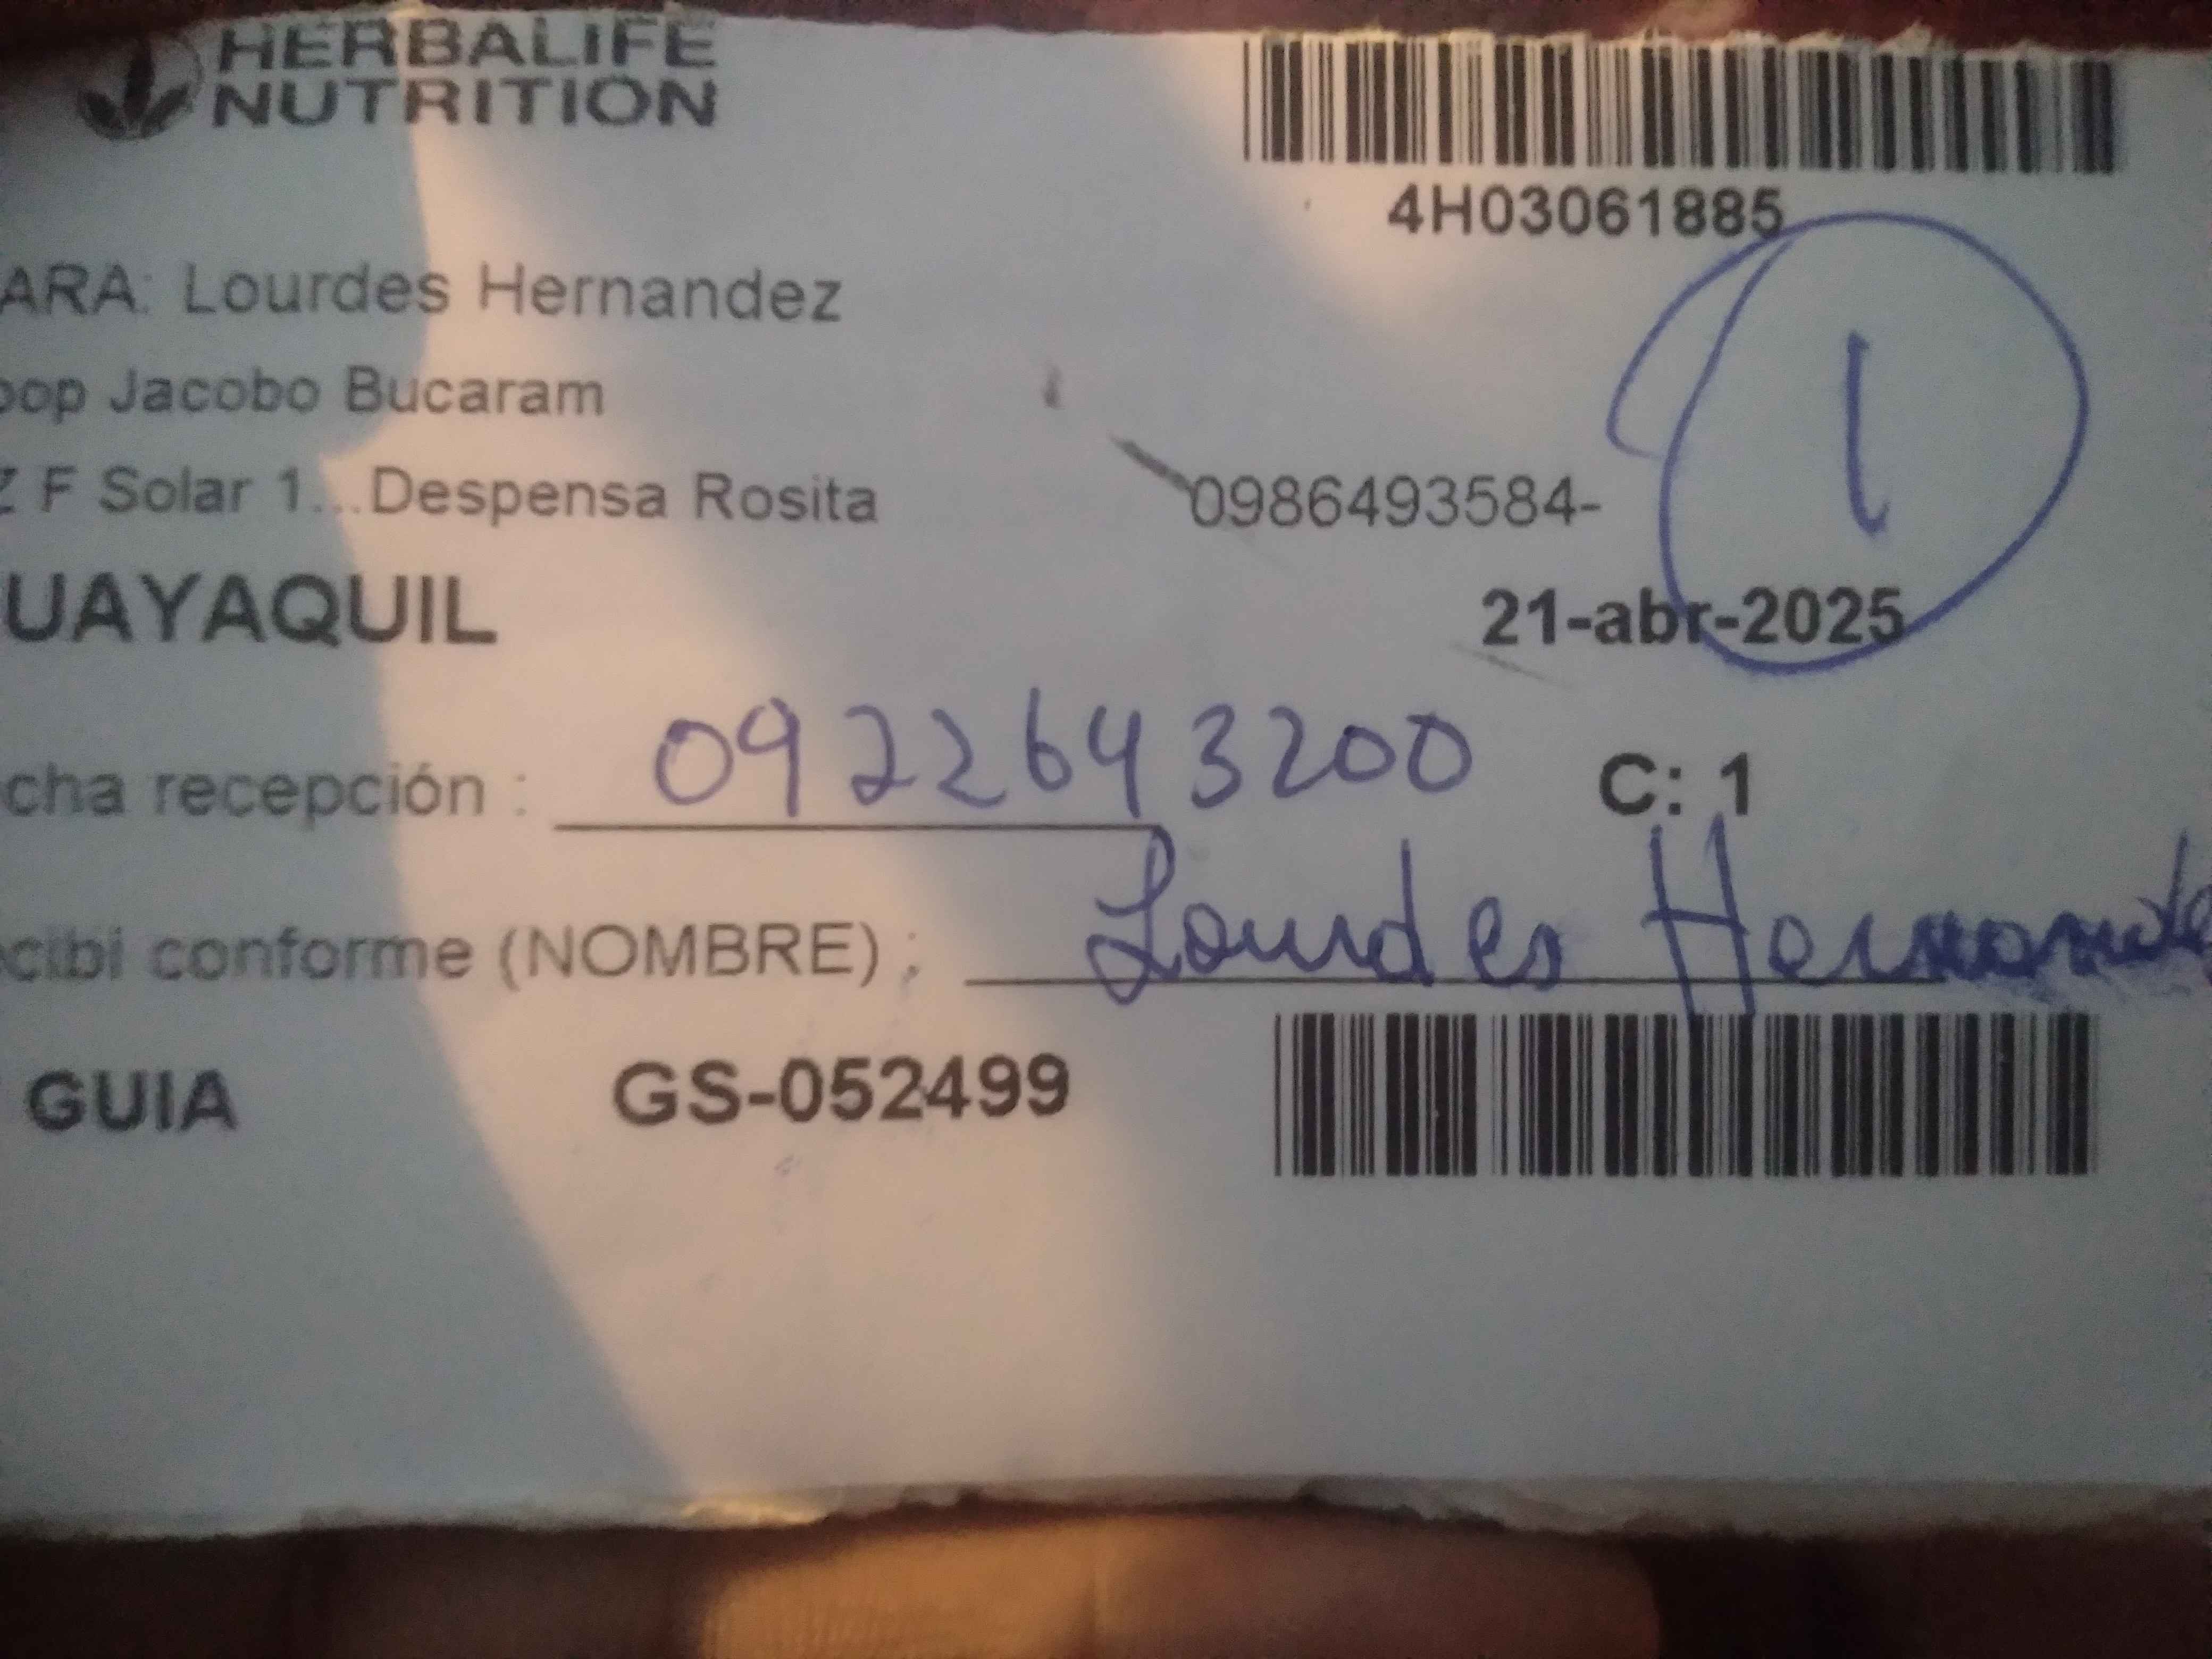 HERBALIFE
NUTRITION
4H03061885
ARA: Lourdes Hernandez
oop Jacobo Bucaram
Z F Solar 1...Despensa Rosita 0986493584-
1
UAYAQUIL 21-abr-2025
cha recepción : 0922643200 C: 1
cibi conforme (NOMBRE) : Lourdes Hernande
GUIA GS-052499